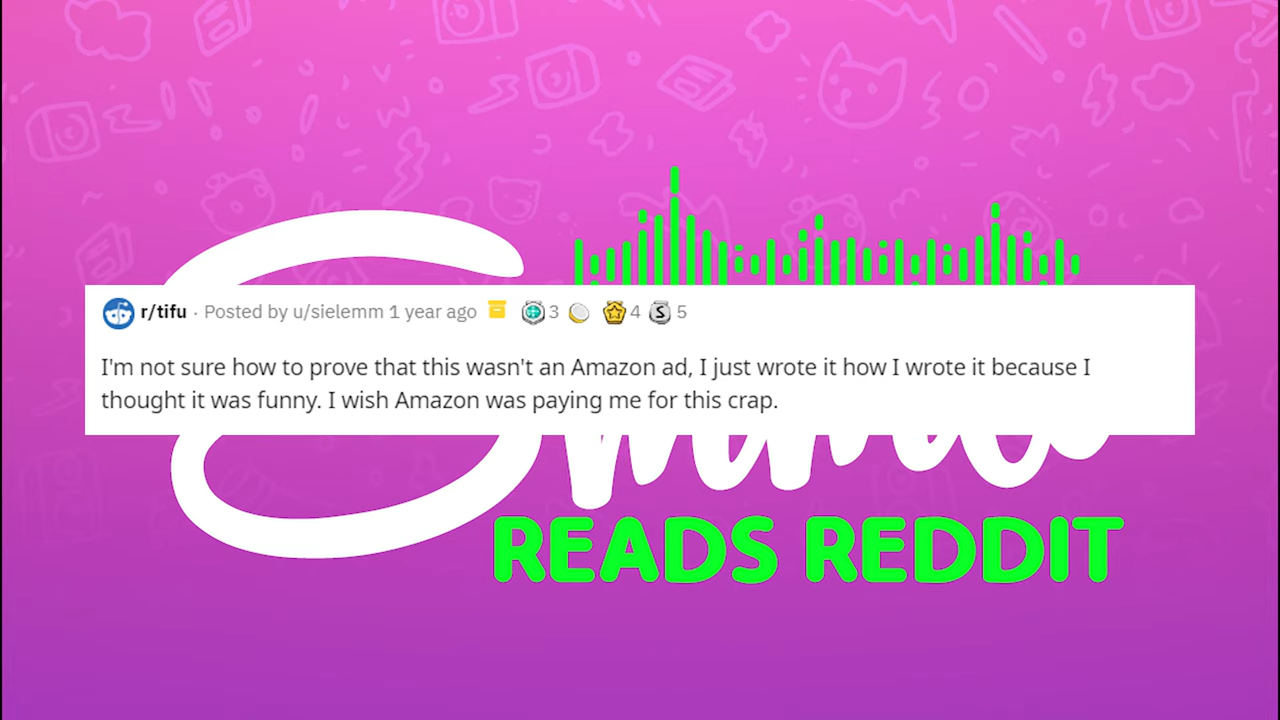 r/tifu · Posted by u/sielemm 1 year ago 3 4 S 5
I'm not sure how to prove that this wasn't an Amazon ad, I just wrote it how I wrote it because I
thought it was funny. I wish Amazon was paying me for this crap.
READS REDDIT